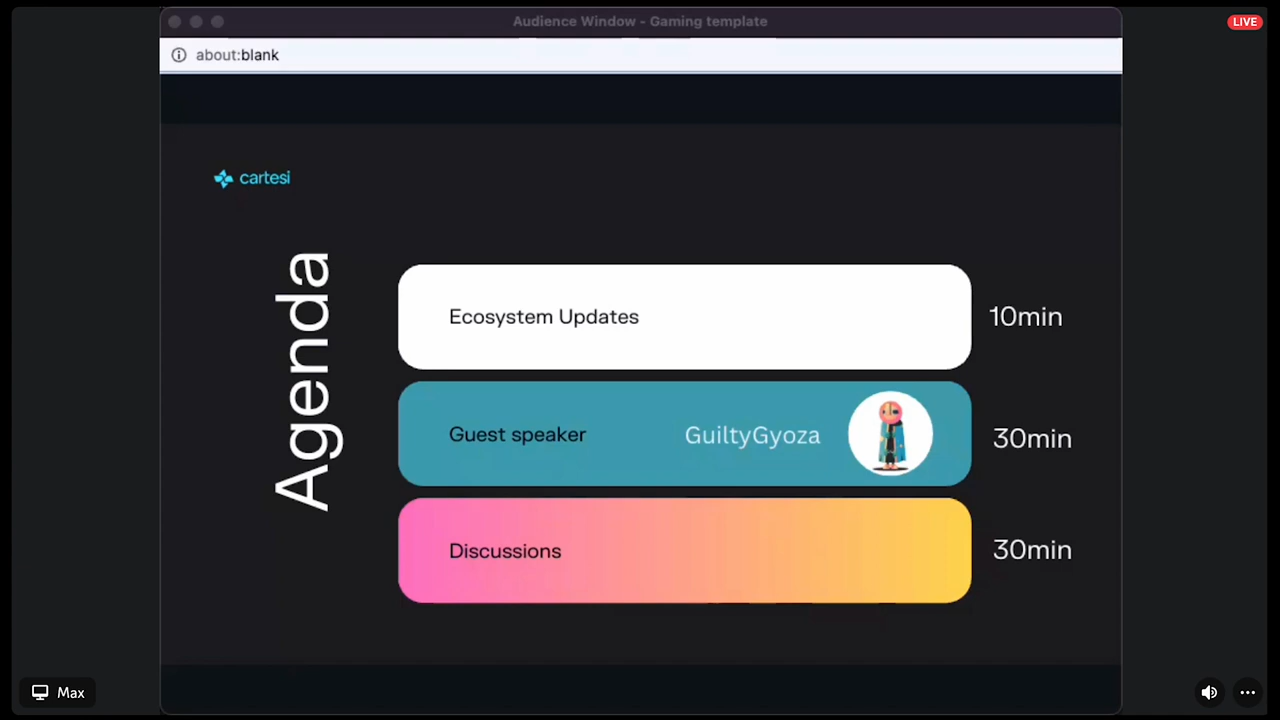 Audience Window - Gaming template
LIVE
about:blank
cartesi
Agenda
Ecosystem Updates
10min
Guest speaker
GuiltyGyoza
30min
Discussions
30min
Max